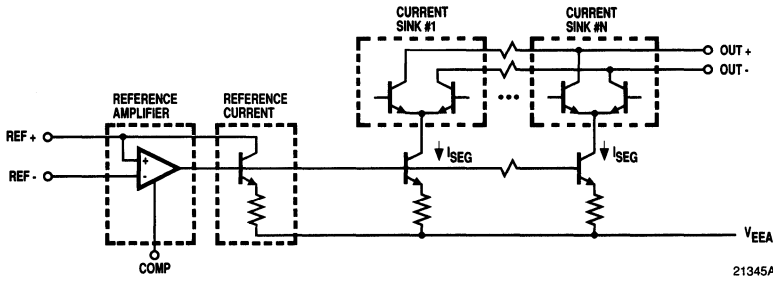 CURRENT
SINK #1
CURRENT
SINK #N
OUT +
OUT -
REFERENCE
AMPLIFIER
REFERENCE
CURRENT
REF +
REF -
+
-
ISEG
ISEG
COMP
VEEA
21345A